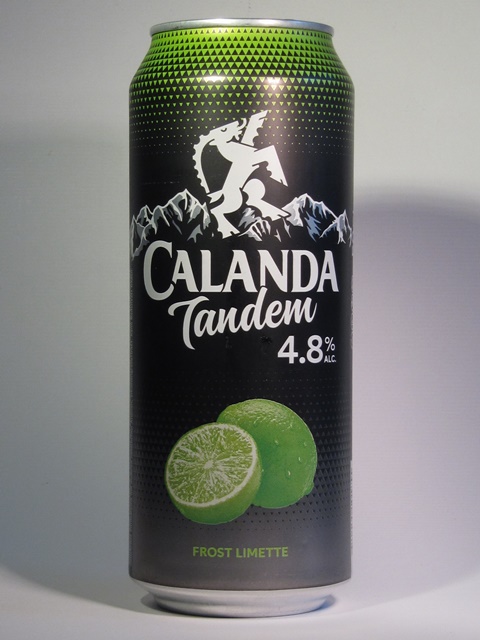 CALANDA
Tandem
4.8% ALC.
FROST LIMETTE